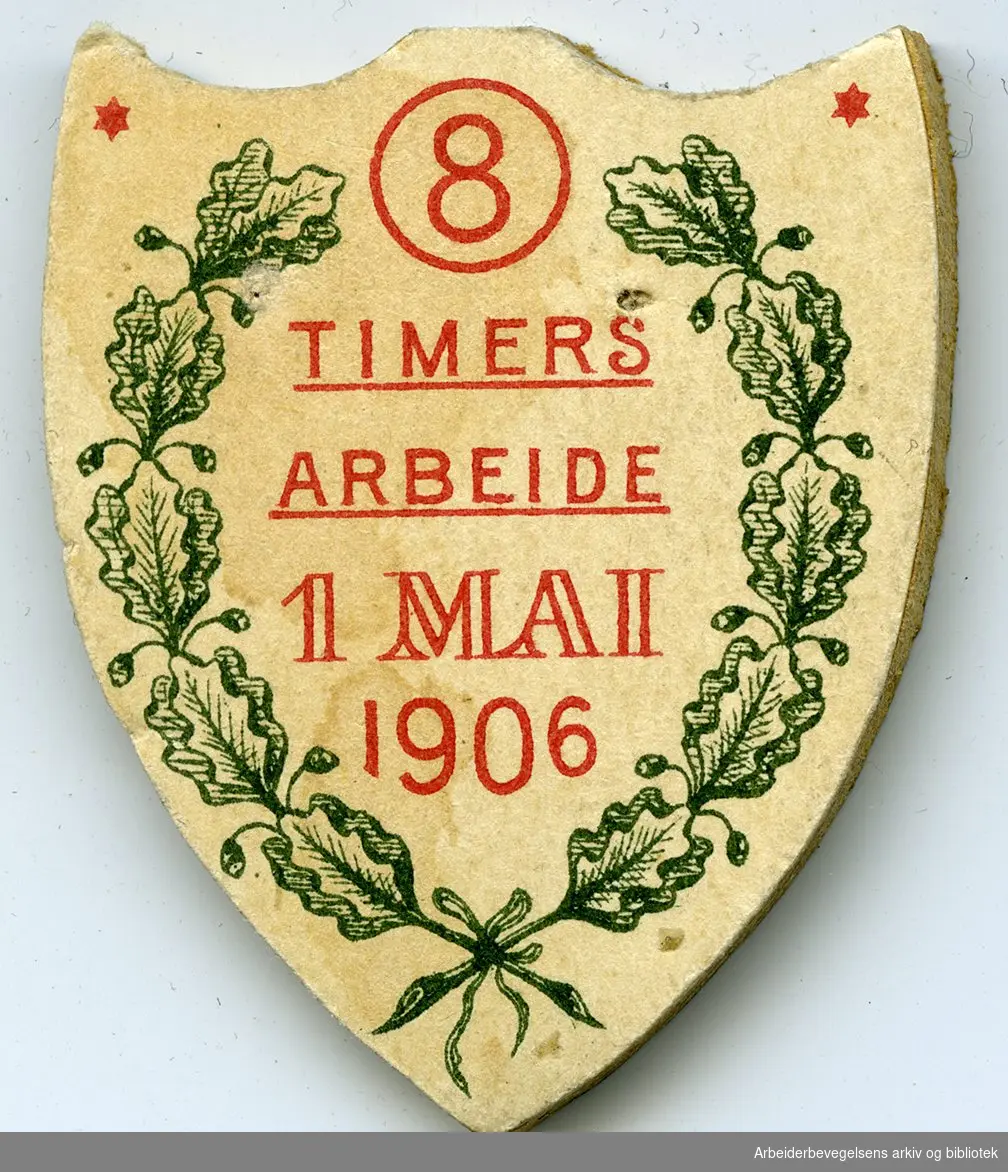 8
TIMERS
ARBEIDE
1 MAI
1906
Arbeiderbevegelsens arkiv og bibliotek